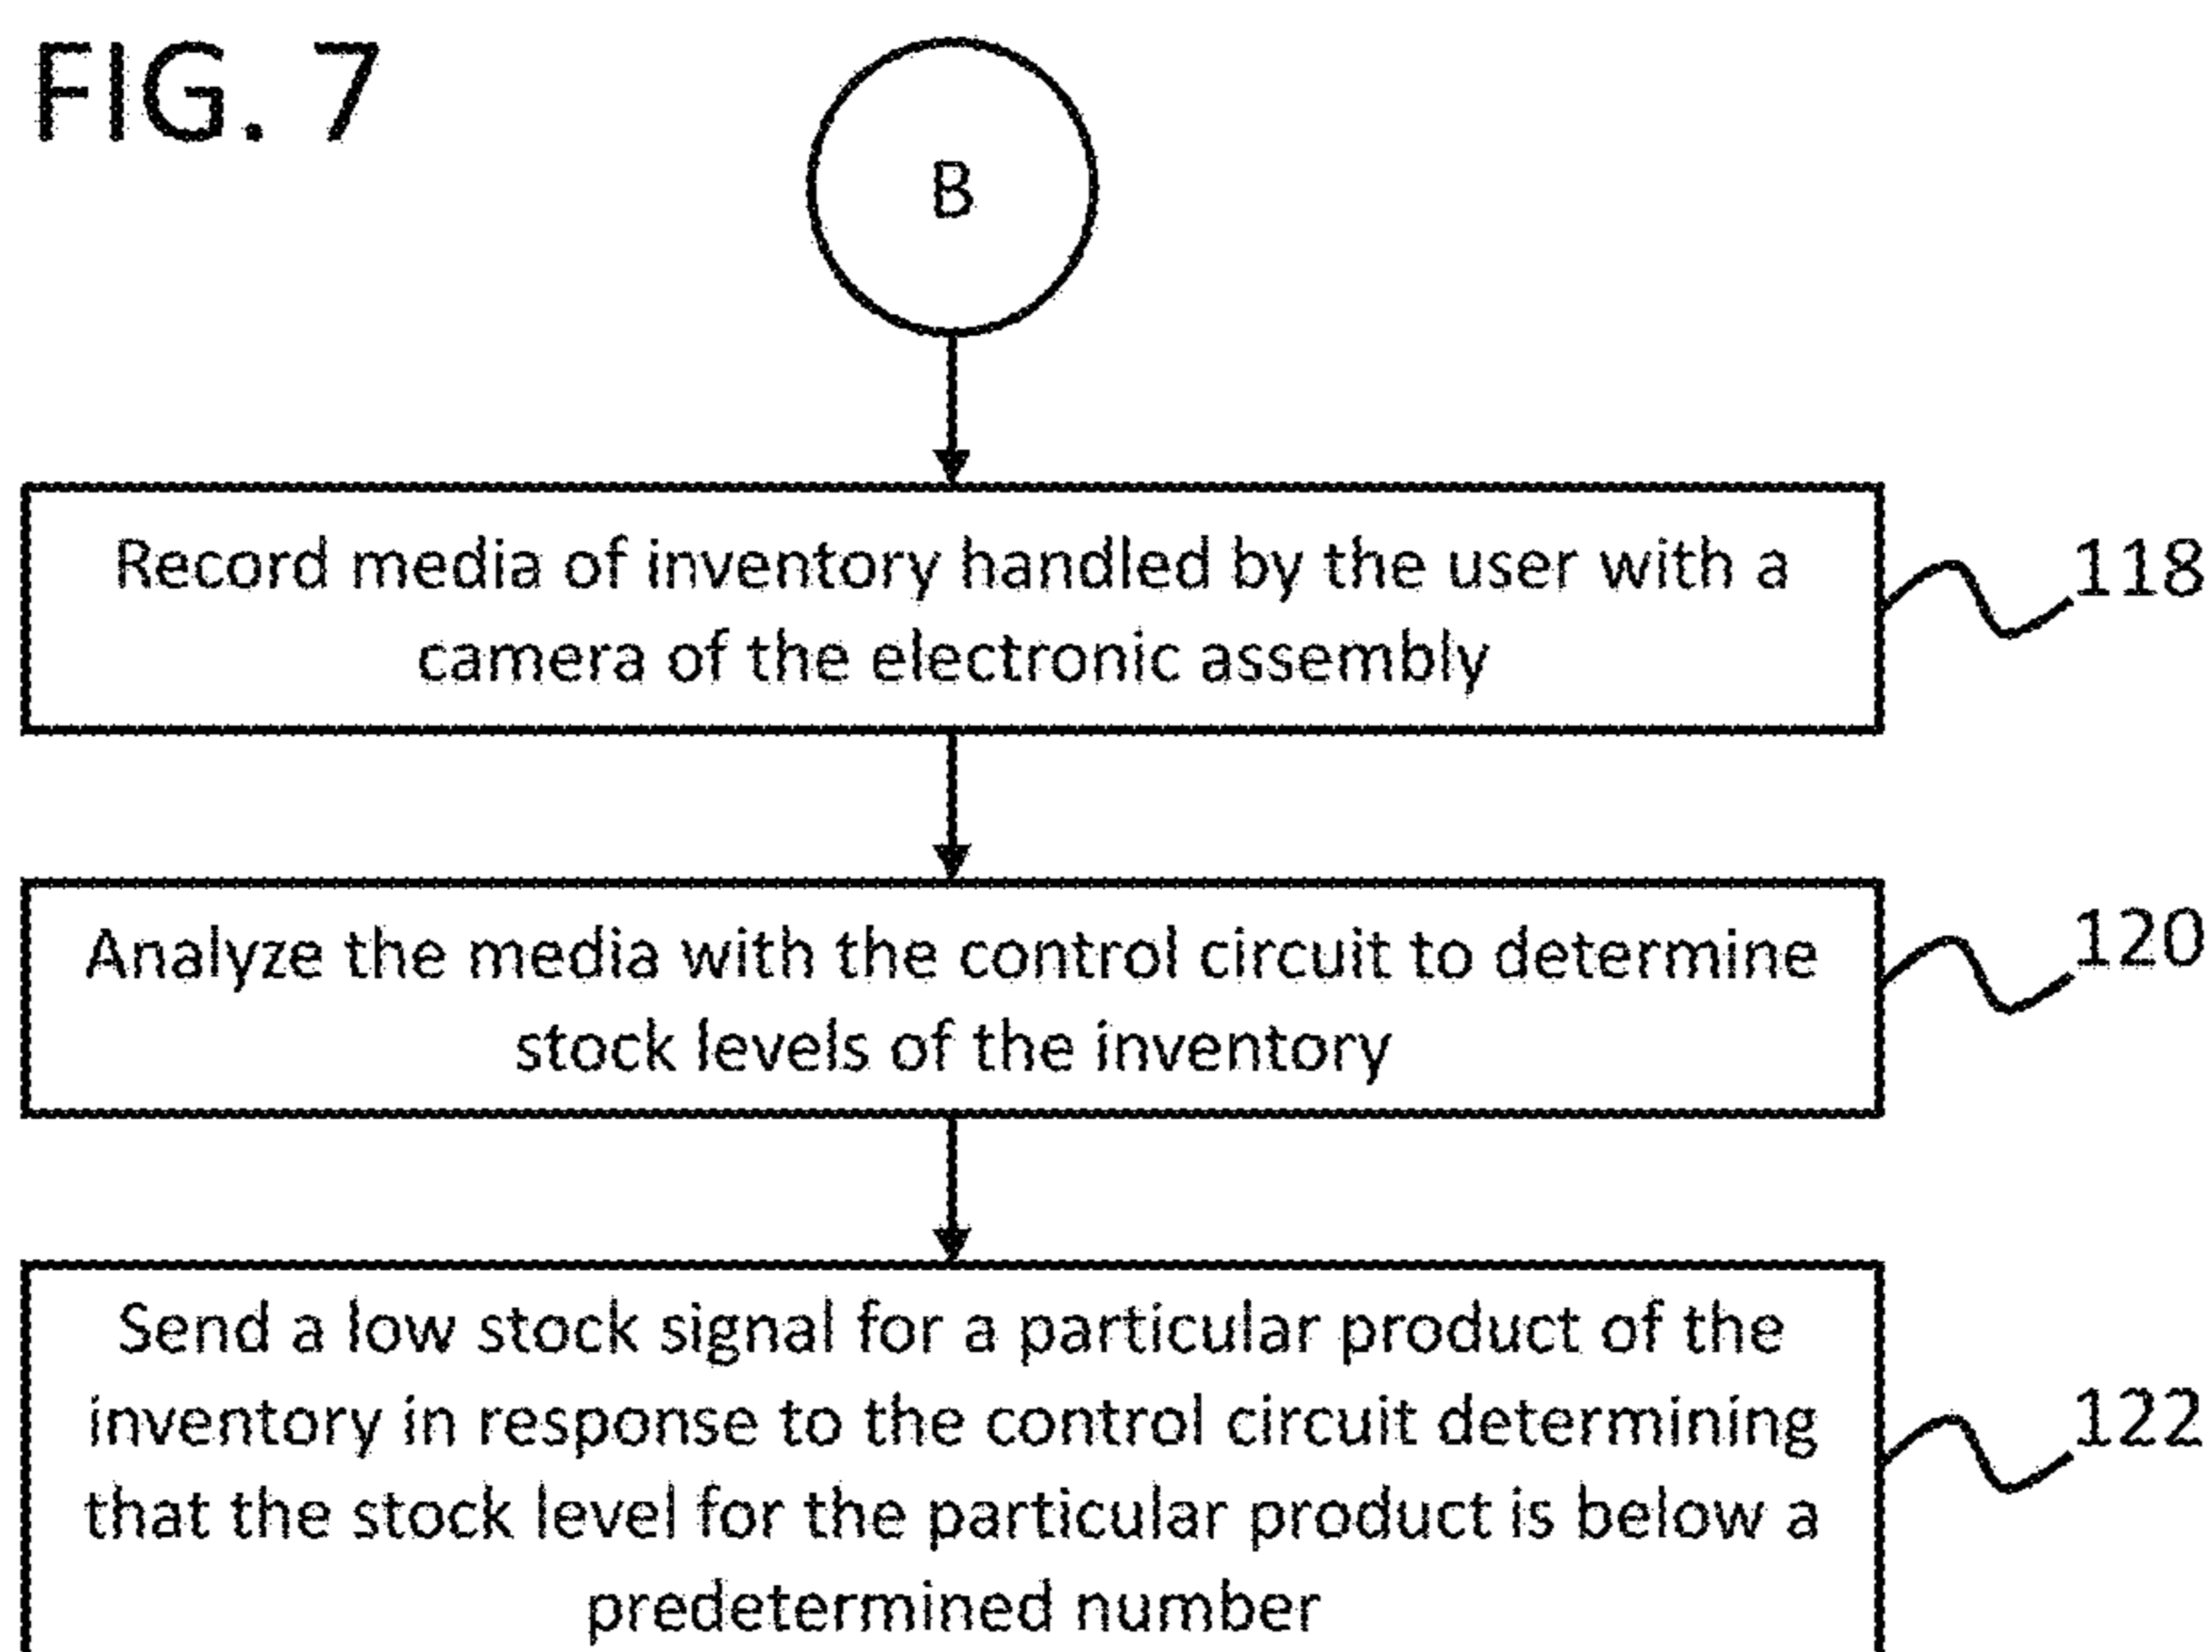 FIG. 7
B
Record media of inventory handled by the user with a
camera of the electronic assembly
118
Analyze the media with the control circuit to determine
stock levels of the inventory
120
Send a low stock signal for a particular product of the
inventory in response to the control circuit determining
that the stock level for the particular product is below a
predetermined number
122